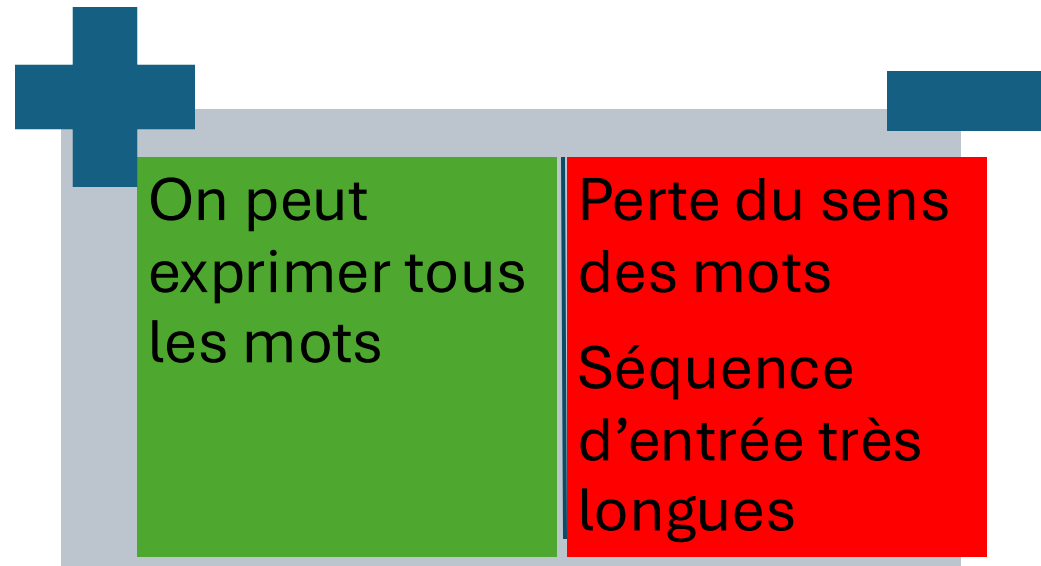 On peut
exprimer tous
les mots
Perte du sens
des mots
Séquence
d’entrée très
longues